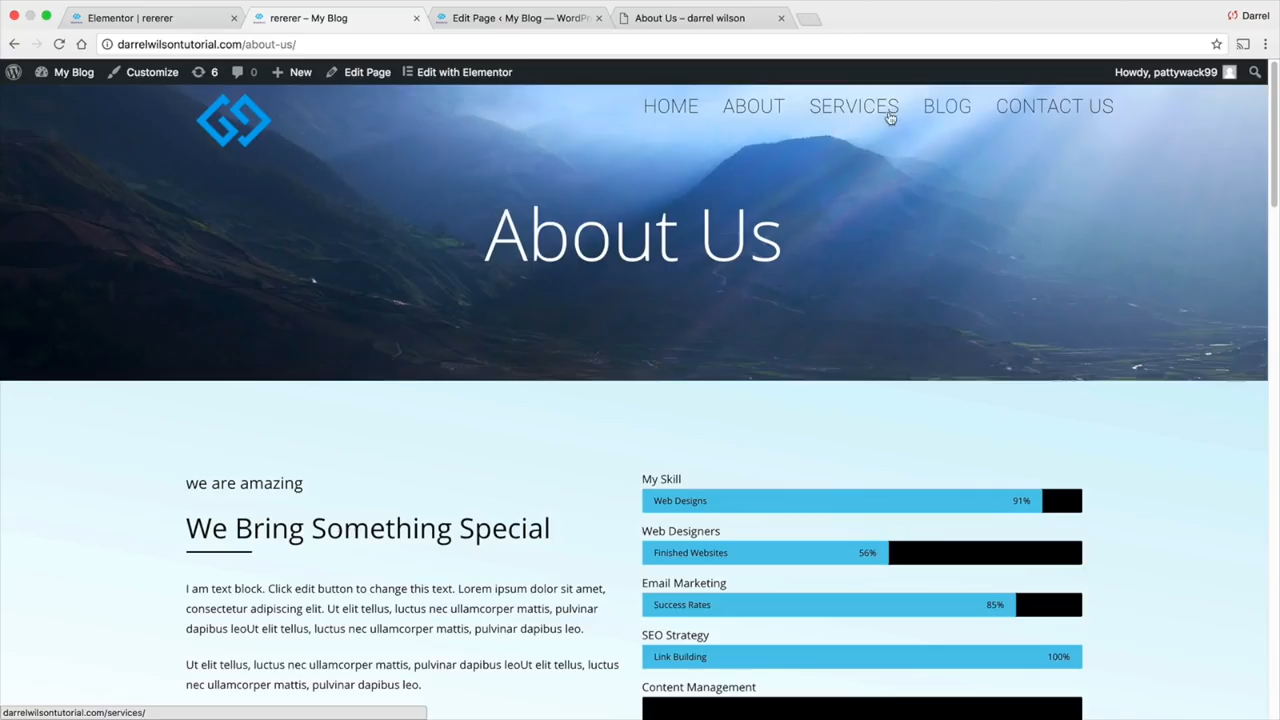 Elementor | rererer
rererer – My Blog
Edit Page ‹ My Blog — WordPr
About Us – darrel wilson
Darrel
darrelwilsontutorial.com/about-us/
My Blog
Customize
6
0
New
Edit Page
Edit with Elementor
Howdy, pattywack99
HOME ABOUT SERVICES BLOG CONTACT US
About Us
we are amazing
We Bring Something Special
I am text block. Click edit button to change this text. Lorem ipsum dolor sit amet,
consectetur adipiscing elit. Ut elit tellus, luctus nec ullamcorper mattis, pulvinar
dapibus leoUt elit tellus, luctus nec ullamcorper mattis, pulvinar dapibus leo.
Ut elit tellus, luctus nec ullamcorper mattis, pulvinar dapibus leoUt elit tellus, luctus
nec ullamcorper mattis, pulvinar dapibus leo.
My Skill
Web Designs 91%
Web Designers
Finished Websites 56%
Email Marketing
Success Rates 85%
SEO Strategy
Link Building 100%
Content Management
darrelwilsontutorial.com/services/